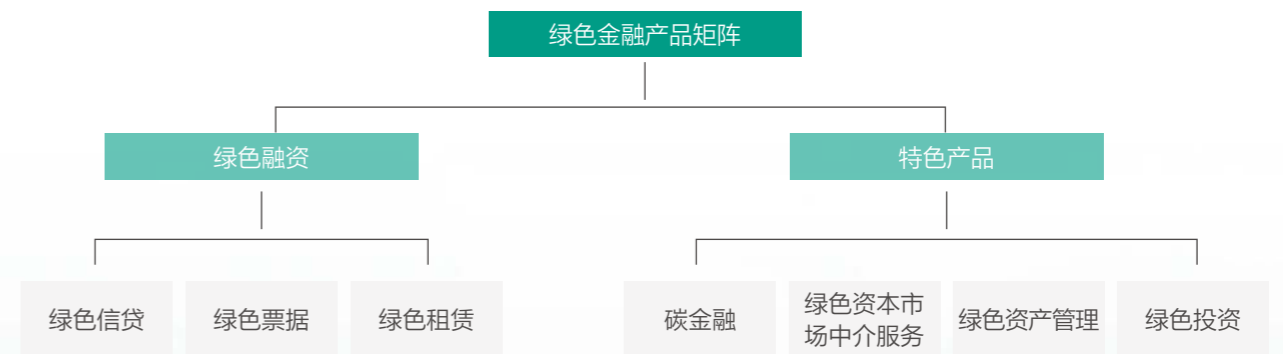 绿色金融产品矩阵
绿色融资
特色产品
绿色信贷
绿色票据
绿色租赁
碳金融
绿色资本市
场中介服务
绿色资产管理
绿色投资